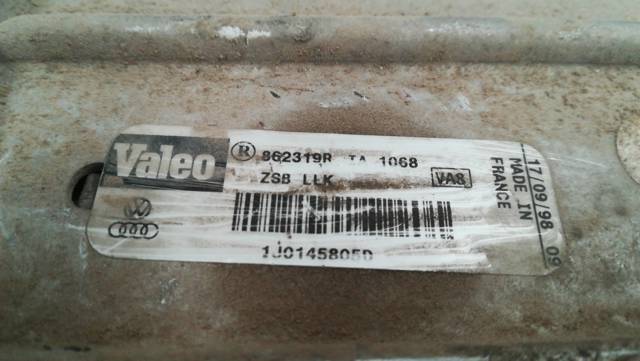 Valeo ® 862319R TA 1068
ZSB LLK VA8
1J0145805D
MADE IN
FRANCE
17/09/98 09